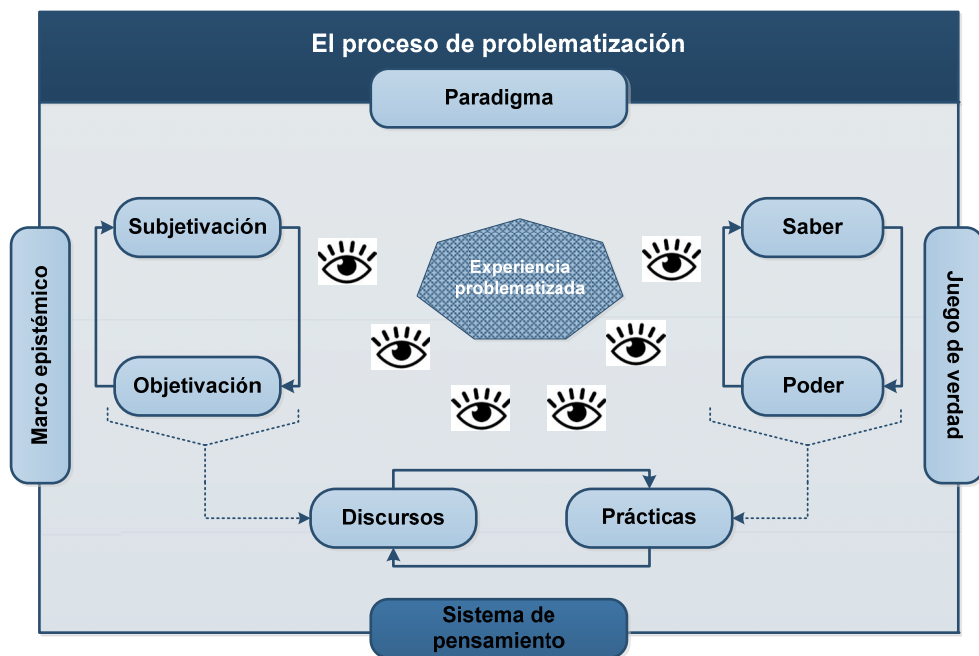 El proceso de problematización
Paradigma
Marco epistémico
Subjetivación
Objetivación
Experiencia
problematizada
Saber
Poder
Juego de verdad
Discursos
Prácticas
Sistema de
pensamiento